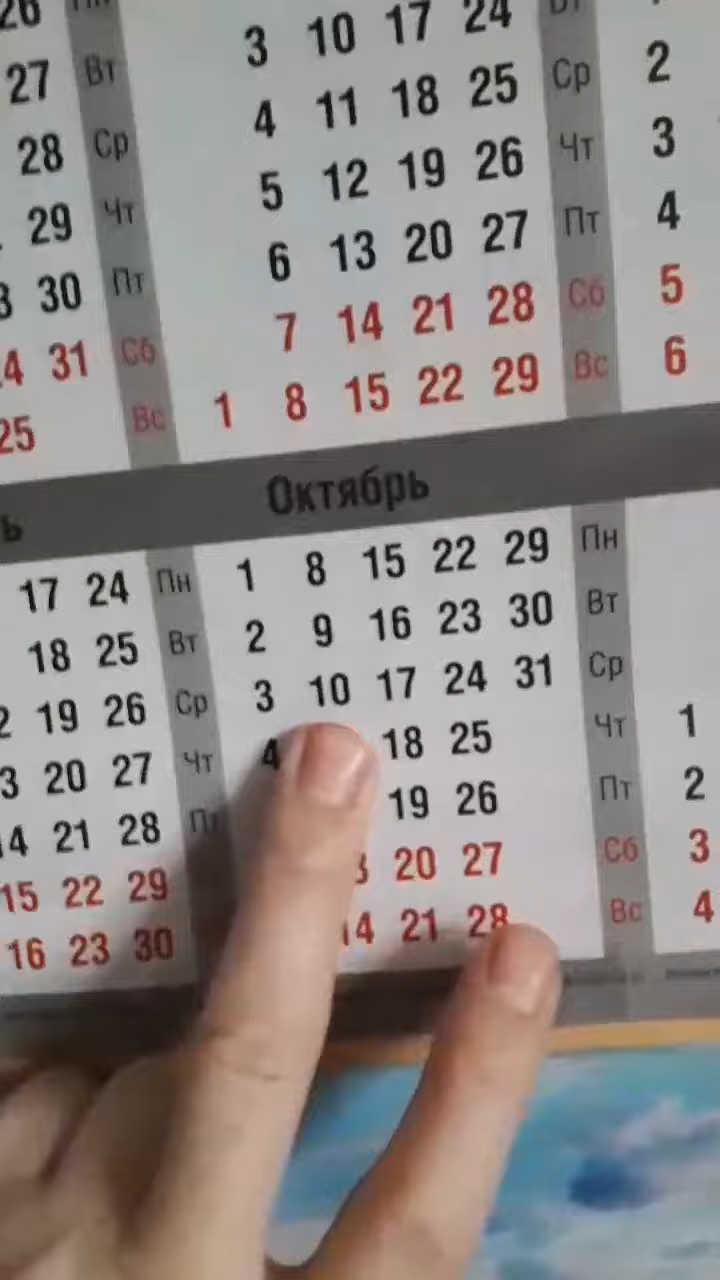 3 10 17 24
27 Вт 4 11 18 25 Ср 2
28 Ср 5 12 19 26 Чт 3
29 Чт 6 13 20 27 Пт 4
30 Пт 7 14 21 28 Сб 5
31 Сб 1 8 15 22 29 Вс 6
25 Вс
Октябрь
17 24 Пн 1 8 15 22 29 Пн
18 25 Вт 2 9 16 23 30 Вт
19 26 Ср 3 10 17 24 31 Ср
20 27 Чт 4 18 25 Чт 1
21 28 Пт 19 26 Пт 2
15 22 29 20 27 Сб 3
16 23 30 14 21 28 Вс 4